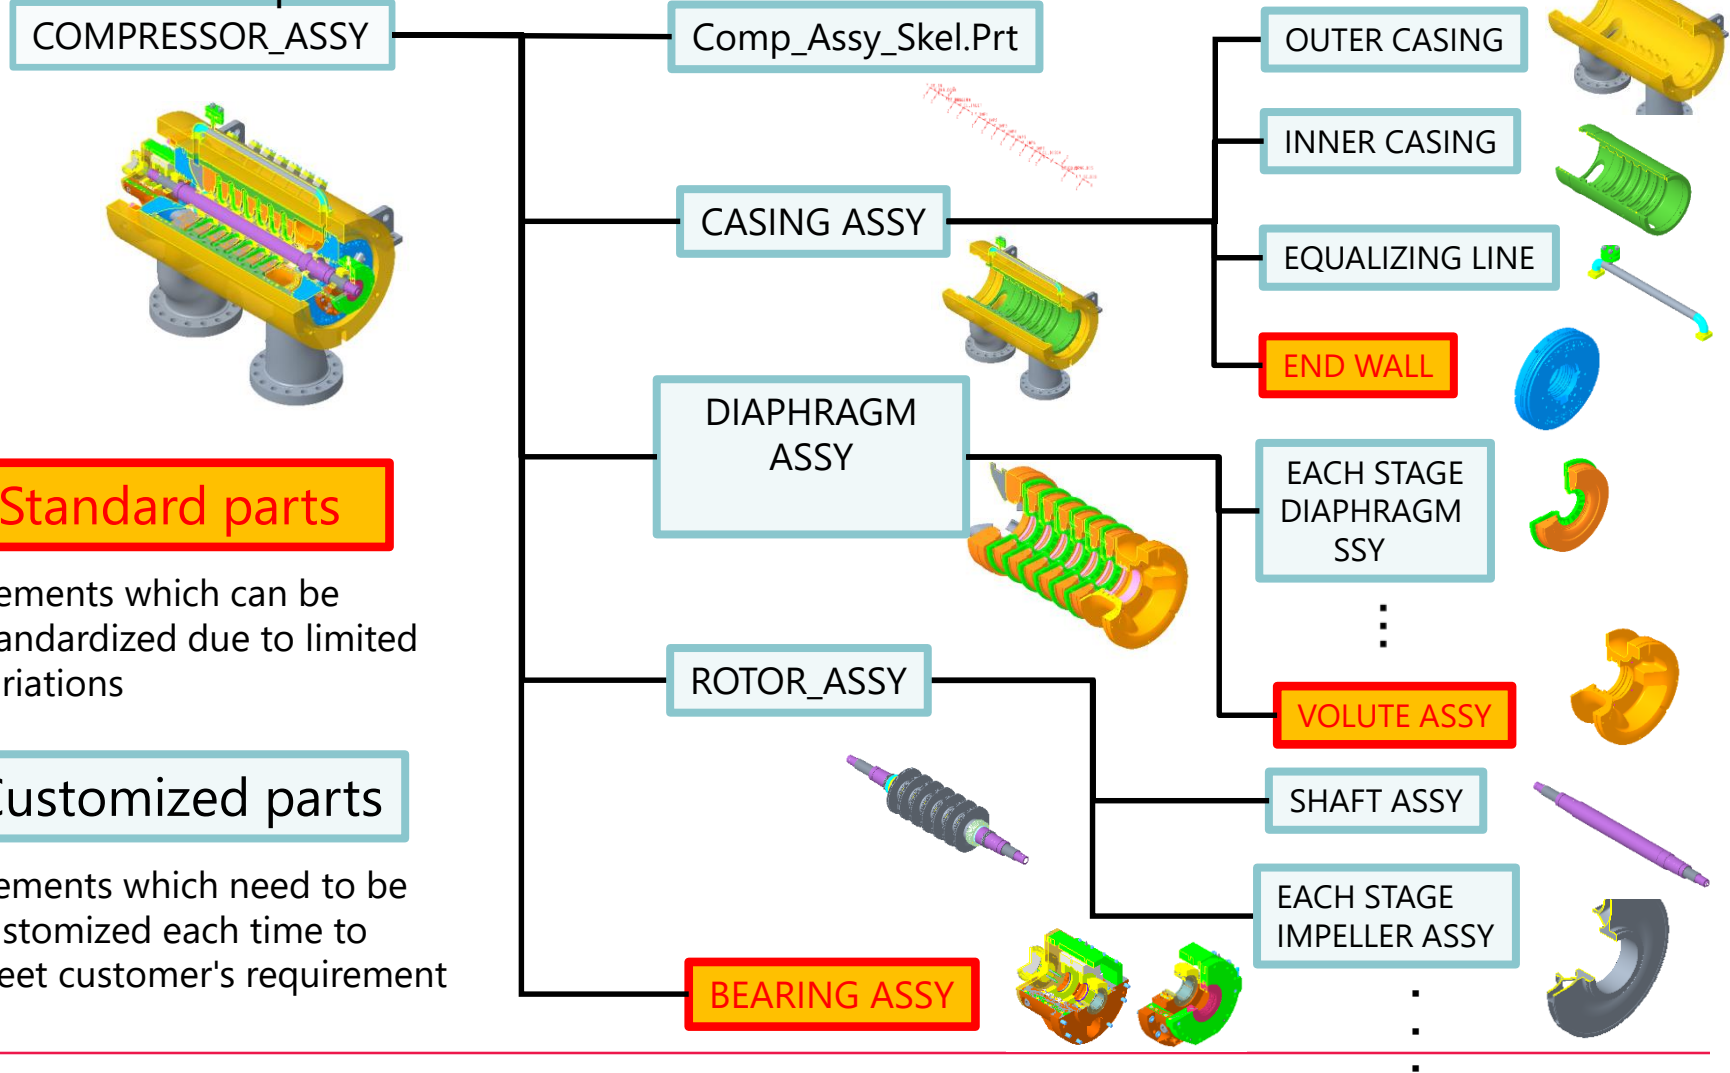 COMPRESSOR_ASSY
Comp_Assy_Skel.Prt
OUTER CASING
INNER CASING
CASING ASSY
EQUALIZING LINE
END WALL
DIAPHRAGM
ASSY
EACH STAGE
DIAPHRAGM
SSY
Standard parts
ements which can be
andardized due to limited
riations
ROTOR_ASSY
VOLUTE ASSY
Customized parts
SHAFT ASSY
ements which need to be
stomized each time to
eet customer's requirement
EACH STAGE
IMPELLER ASSY
BEARING ASSY